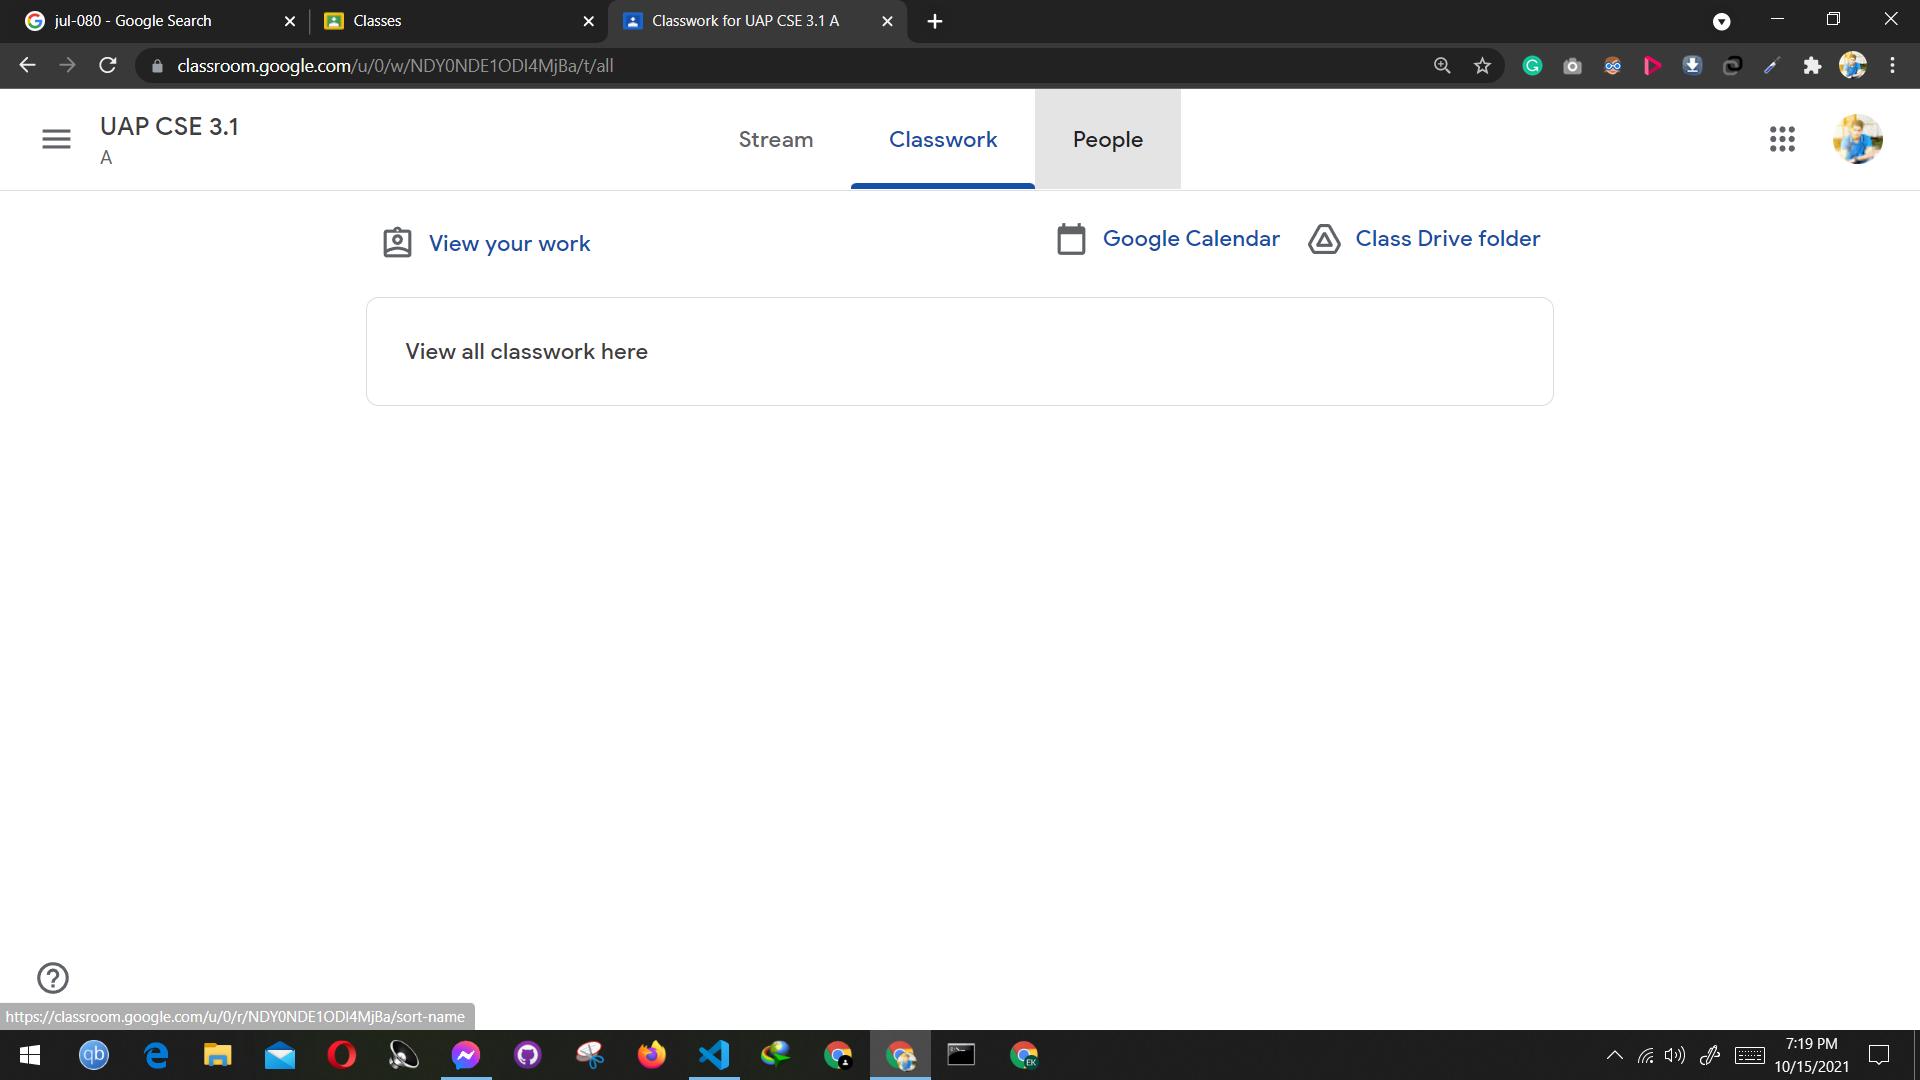 jul-080 - Google Search
Classes
Classwork for UAP CSE 3.1 A
classroom.google.com/u/0/w/NDY0NDE1ODI4MjBa/t/all
UAP CSE 3.1
A
Stream
Classwork
People
View your work
Google Calendar
Class Drive folder
View all classwork here
https://classroom.google.com/u/0/r/NDY0NDE1ODI4MjBa/sort-name
qb
EK
7:19 PM
10/15/2021